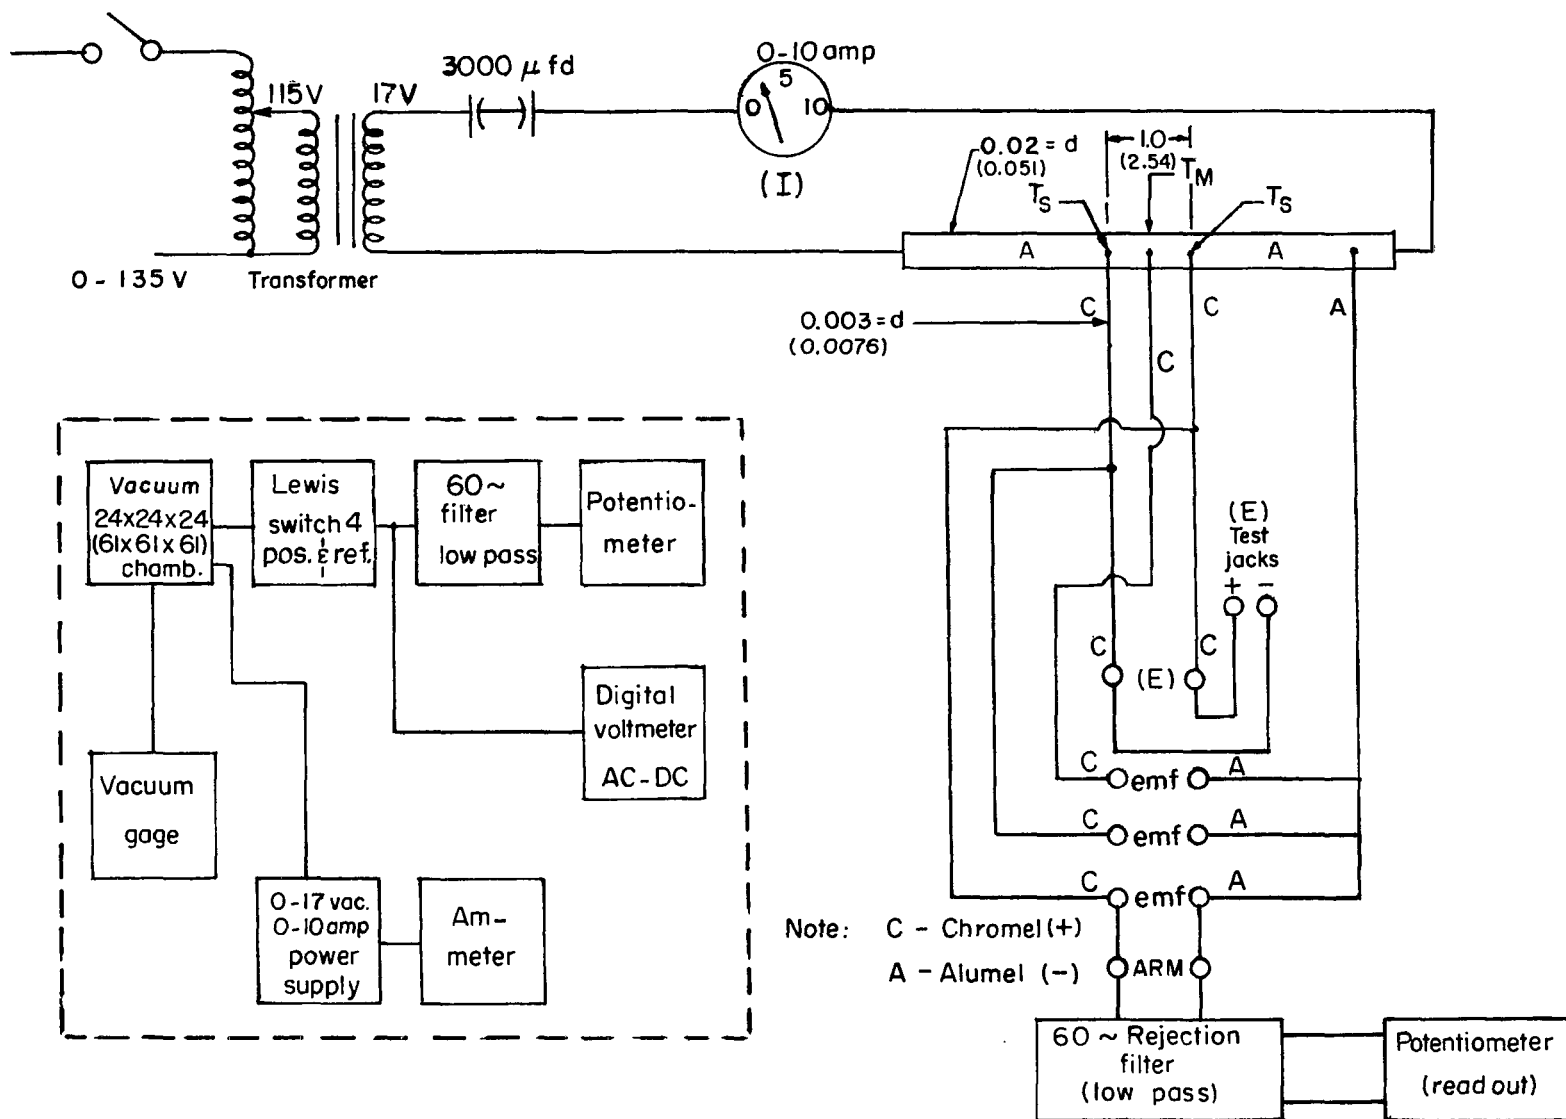 0-10 amp
3000 µ fd
115V
17V
0
5
10
(I)
0-135 V
Transformer
0.02 = d
(0.051)
1.0
(2.54)
T_M
T_S
T_S
A
A
C
C
A
0.003 = d
(0.0076)
C
Vacuum
24x24x24
(61x61x61)
chamb.
Lewis
switch 4
pos. & ref.
60~
filter
low pass
Potentio-
meter
Digital
voltmeter
AC-DC
Vacuum
gage
0-17 vac.
0-10 amp
power
supply
Am-
meter
(E)
Test
jacks
+ -
C
(E)
C
C
emf
A
C
emf
A
C
emf
A
Note: C - Chromel (+)
A - Alumel (-)
ARM
60 ~ Rejection
filter
(low pass)
Potentiometer
(read out)